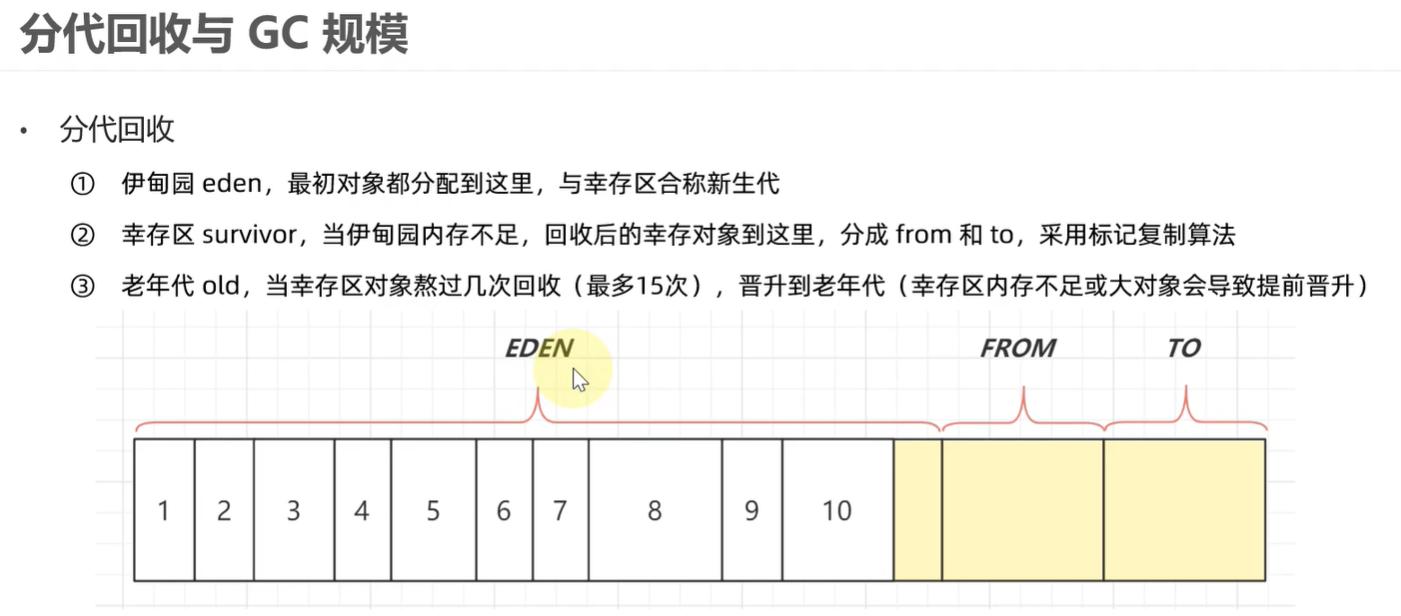 分代回收与 GC 规模
• 分代回收
① 伊甸园 eden，最初对象都分配到这里，与幸存区合称新生代
② 幸存区 survivor，当伊甸园内存不足，回收后的幸存对象到这里，分成 from 和 to，采用标记复制算法
③ 老年代 old，当幸存区对象熬过几次回收（最多15次），晋升到老年代（幸存区内存不足或大对象会导致提前晋升）
EDEN FROM TO
1 2 3 4 5 6 7 8 9 10